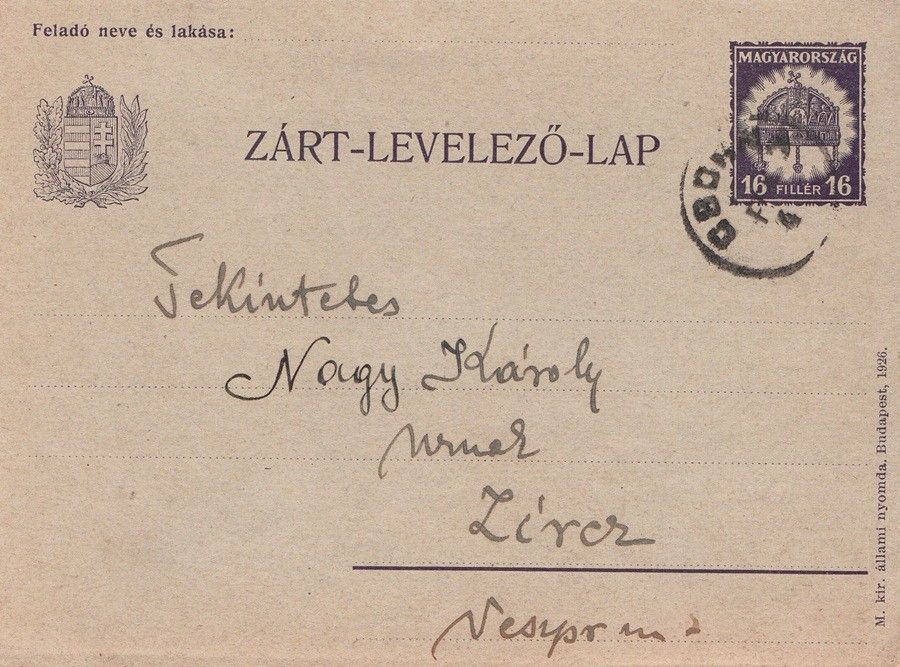 Feladó neve és lakása:
MAGYARORSZÁG
16 FILLÉR 16
ZÁRT-LEVELEZŐ-LAP
Tekintetes
Nagy Károly
urnak
Zircz
Veszprm
M. kir. állami nyomda, Budapest, 1926.